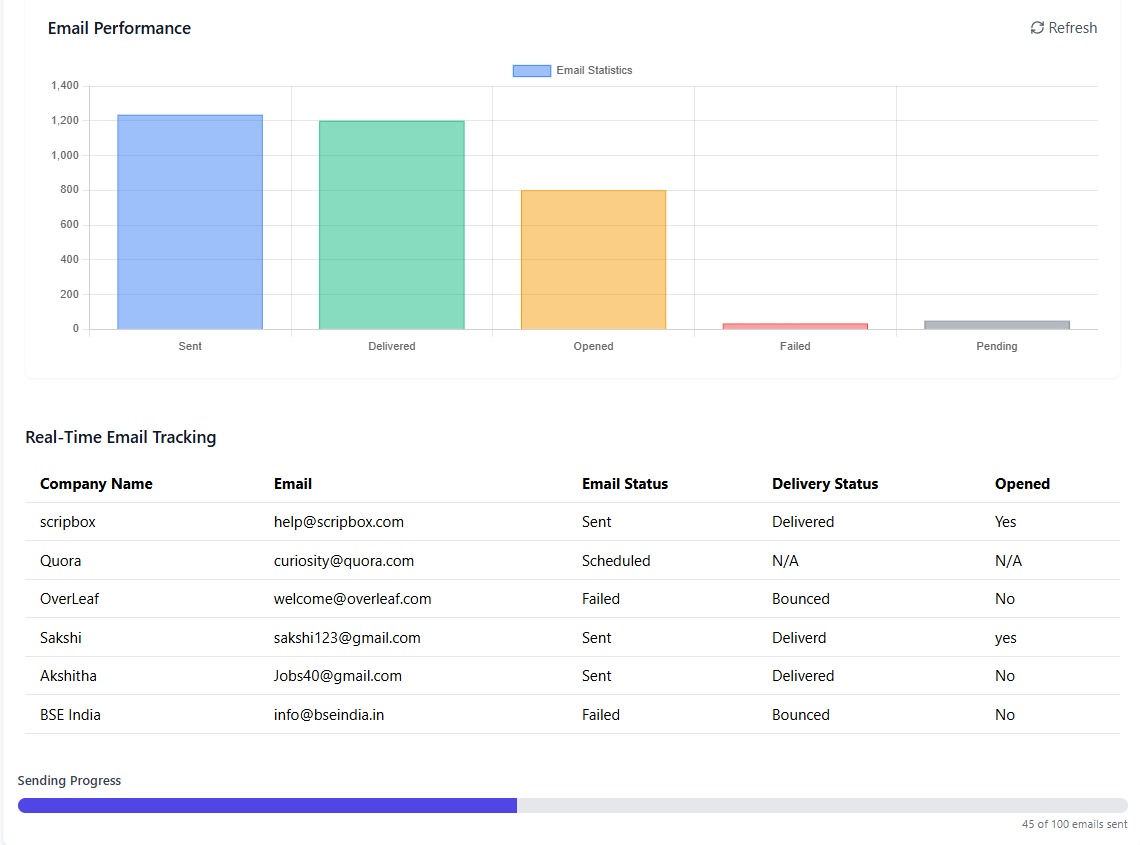 Email Performance
Refresh
Email Statistics
1,400
1,200
1,000
800
600
400
200
0
Sent Delivered Opened Failed Pending
Real-Time Email Tracking
Company Name Email Email Status Delivery Status Opened
scripbox help@scripbox.com Sent Delivered Yes
Quora curiosity@quora.com Scheduled N/A N/A
OverLeaf welcome@overleaf.com Failed Bounced No
Sakshi sakshi123@gmail.com Sent Deliverd yes
Akshitha Jobs40@gmail.com Sent Delivered No
BSE India info@bseindia.in Failed Bounced No
Sending Progress
45 of 100 emails sent